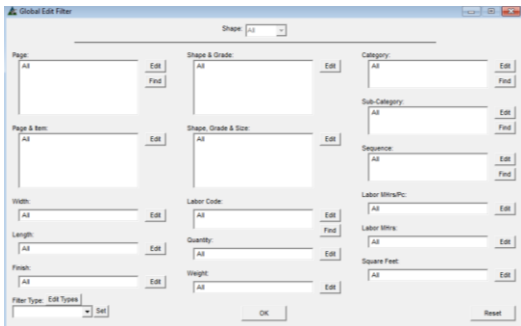 Global Edit Filter
Shape: All
Page:
All
Edit
Find
Page & Item:
All
Edit
Width:
All
Edit
Length:
All
Edit
Finish:
All
Edit
Filter Type: Edit Types
Set
Shape & Grade:
All
Edit
Shape, Grade & Size:
All
Edit
Labor Code:
All
Edit
Find
Quantity:
All
Edit
Weight:
All
Edit
OK
Category:
All
Edit
Find
Sub-Category:
All
Edit
Find
Sequence:
All
Edit
Find
Labor MHrs/Pc:
All
Edit
Labor MHrs:
All
Edit
Square Feet:
All
Edit
Reset